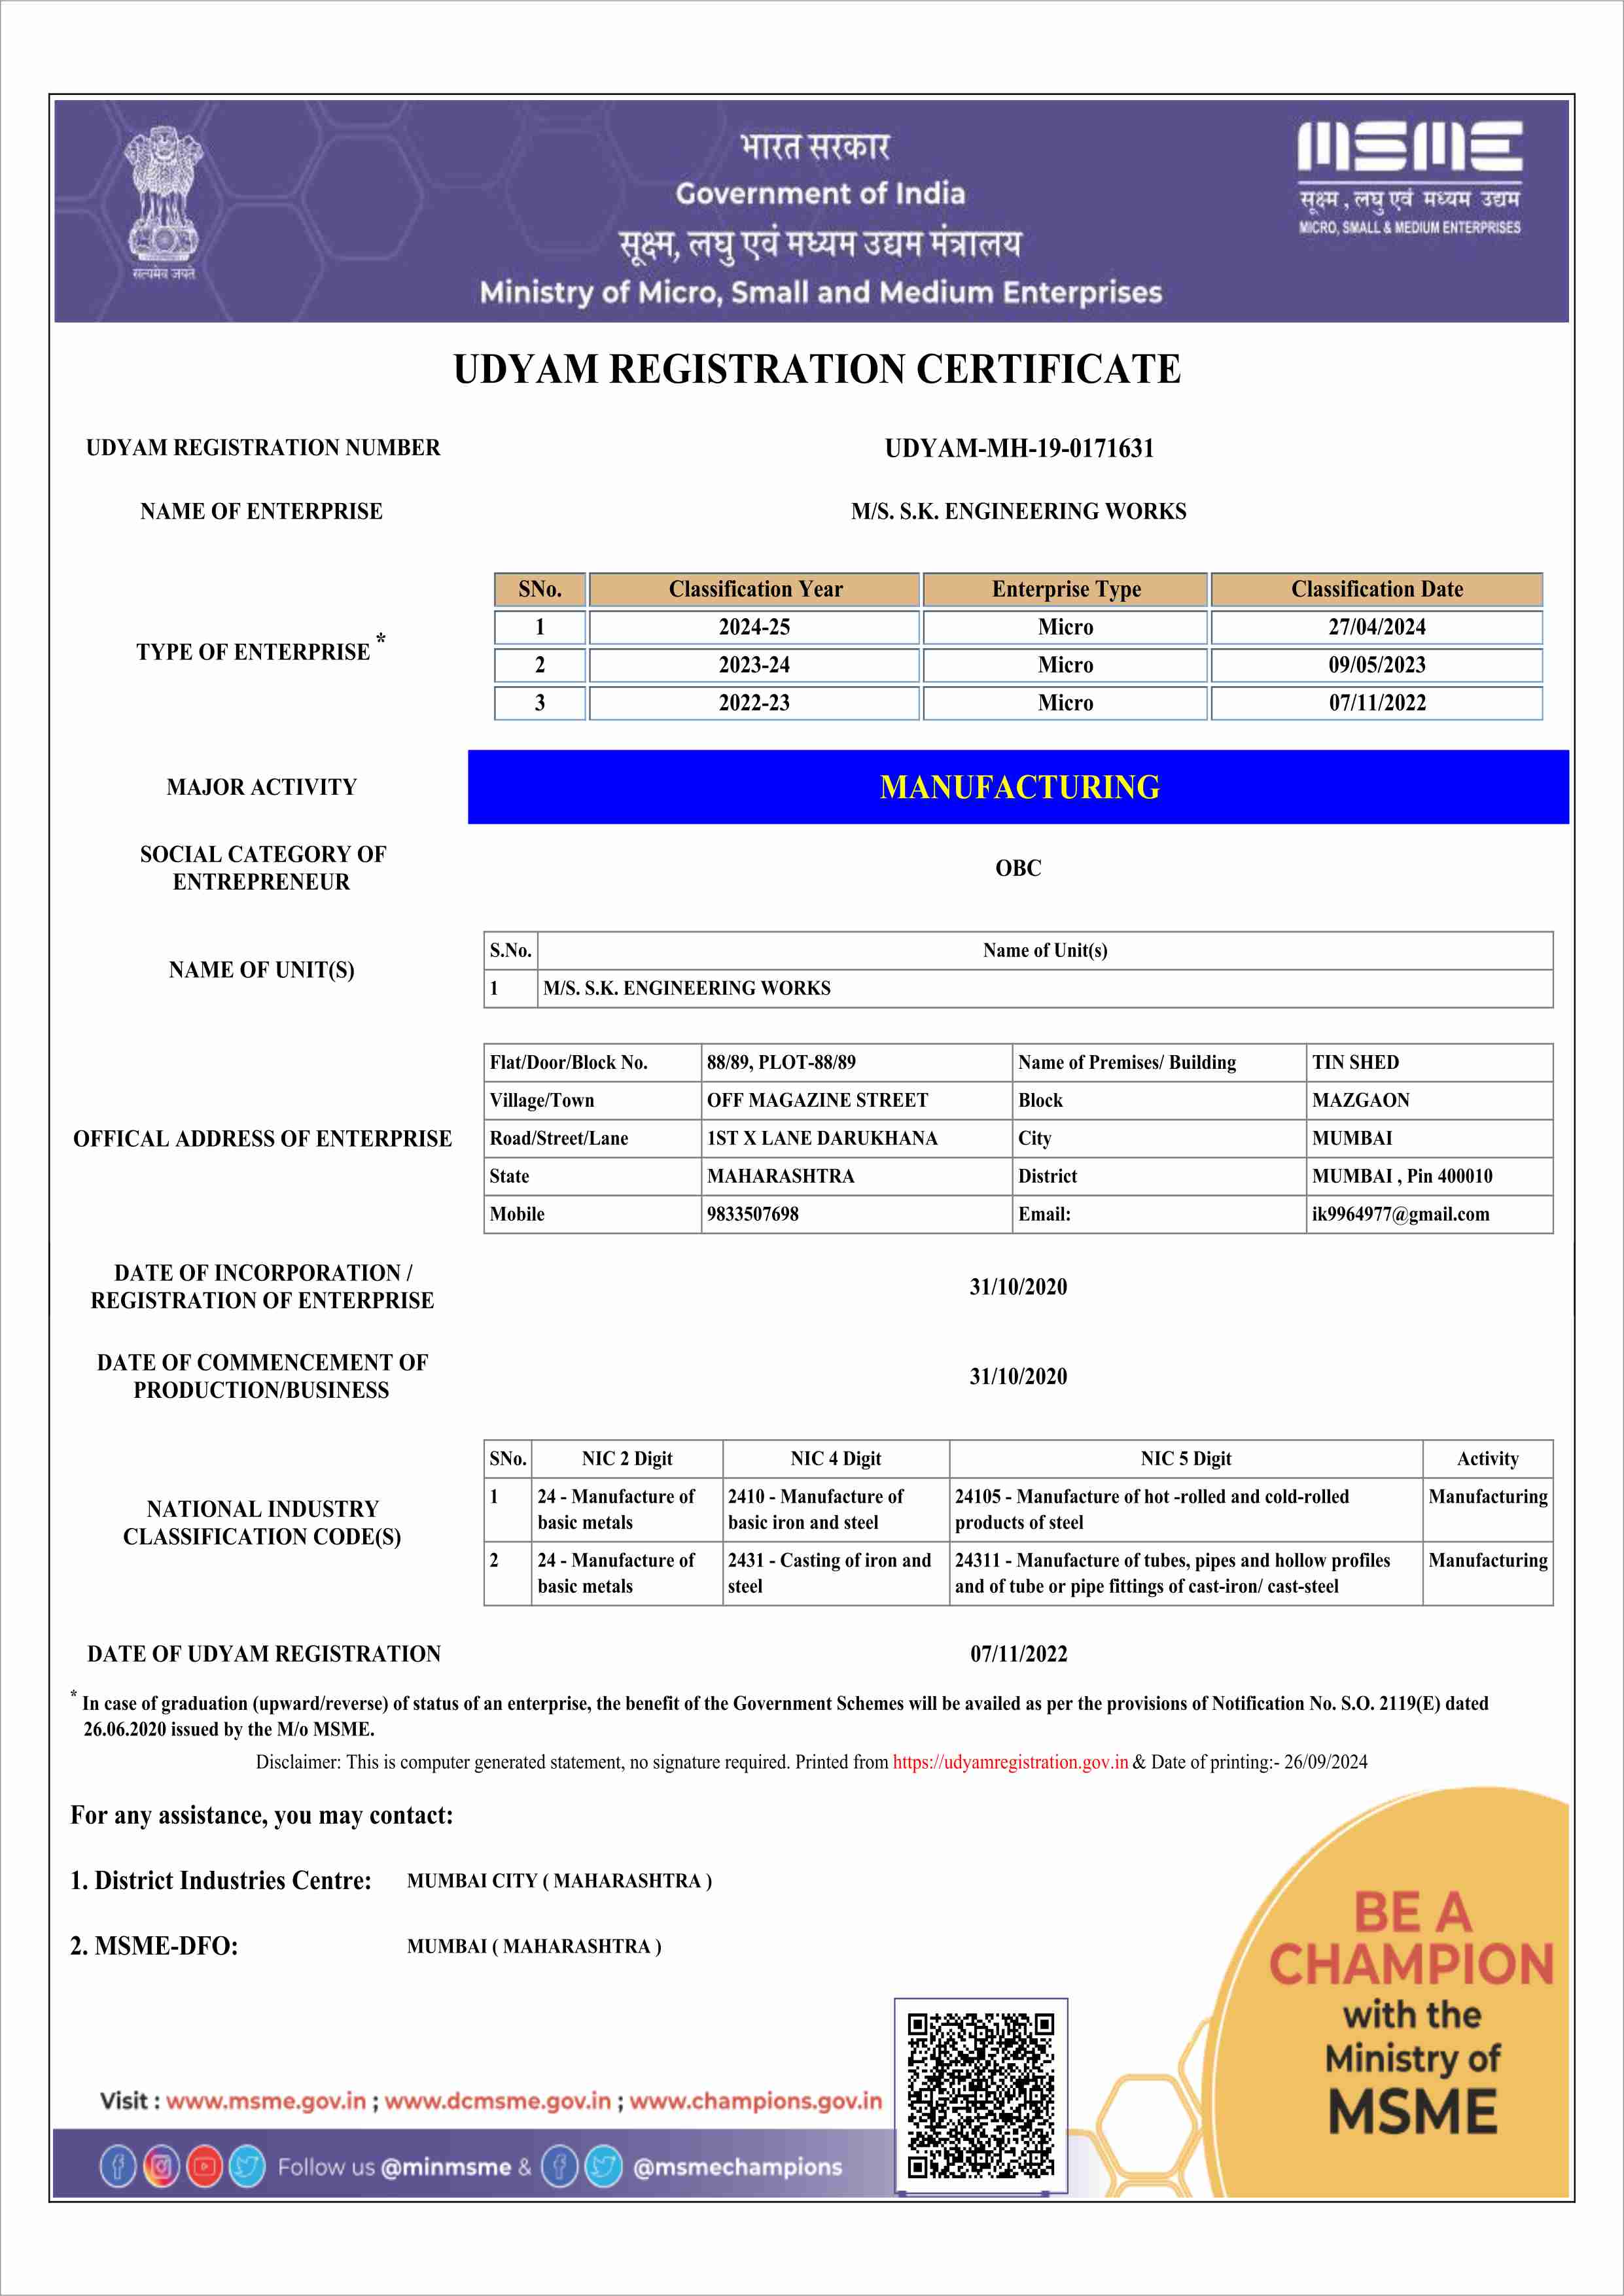 भारत सरकार
Government of India
सूक्ष्म, लघु एवं मध्यम उद्यम मंत्रालय
Ministry of Micro, Small and Medium Enterprises
सत्यमेव जयते
MSME
सूक्ष्म , लघु एवं मध्यम उद्यम
MICRO, SMALL & MEDIUM ENTERPRISES
UDYAM REGISTRATION CERTIFICATE
UDYAM REGISTRATION NUMBER UDYAM-MH-19-0171631
NAME OF ENTERPRISE M/S. S.K. ENGINEERING WORKS
TYPE OF ENTERPRISE *
SNo. Classification Year Enterprise Type Classification Date
1 2024-25 Micro 27/04/2024
2 2023-24 Micro 09/05/2023
3 2022-23 Micro 07/11/2022
MAJOR ACTIVITY MANUFACTURING
SOCIAL CATEGORY OF
ENTREPRENEUR
OBC
NAME OF UNIT(S)
S.No. Name of Unit(s)
1 M/S. S.K. ENGINEERING WORKS
OFFICAL ADDRESS OF ENTERPRISE
Flat/Door/Block No. 88/89, PLOT-88/89 Name of Premises/ Building TIN SHED
Village/Town OFF MAGAZINE STREET Block MAZGAON
Road/Street/Lane 1ST X LANE DARUKHANA City MUMBAI
State MAHARASHTRA District MUMBAI , Pin 400010
Mobile 9833507698 Email: ik9964977@gmail.com
DATE OF INCORPORATION /
REGISTRATION OF ENTERPRISE
31/10/2020
DATE OF COMMENCEMENT OF
PRODUCTION/BUSINESS
31/10/2020
NATIONAL INDUSTRY
CLASSIFICATION CODE(S)
SNo. NIC 2 Digit NIC 4 Digit NIC 5 Digit Activity
1 24 - Manufacture of 2410 - Manufacture of 24105 - Manufacture of hot -rolled and cold-rolled Manufacturing
basic metals basic iron and steel products of steel
2 24 - Manufacture of 2431 - Casting of iron and 24311 - Manufacture of tubes, pipes and hollow profiles Manufacturing
basic metals steel and of tube or pipe fittings of cast-iron/ cast-steel
DATE OF UDYAM REGISTRATION 07/11/2022
* In case of graduation (upward/reverse) of status of an enterprise, the benefit of the Government Schemes will be availed as per the provisions of Notification No. S.O. 2119(E) dated
26.06.2020 issued by the M/o MSME.
Disclaimer: This is computer generated statement, no signature required. Printed from https://udyamregistration.gov.in & Date of printing:- 26/09/2024
For any assistance, you may contact:
1. District Industries Centre: MUMBAI CITY ( MAHARASHTRA )
2. MSME-DFO: MUMBAI ( MAHARASHTRA )
Visit : www.msme.gov.in ; www.dcmsme.gov.in ; www.champions.gov.in
Follow us @minmsme & @msmechampions
BE A
CHAMPION
with the
Ministry of
MSME